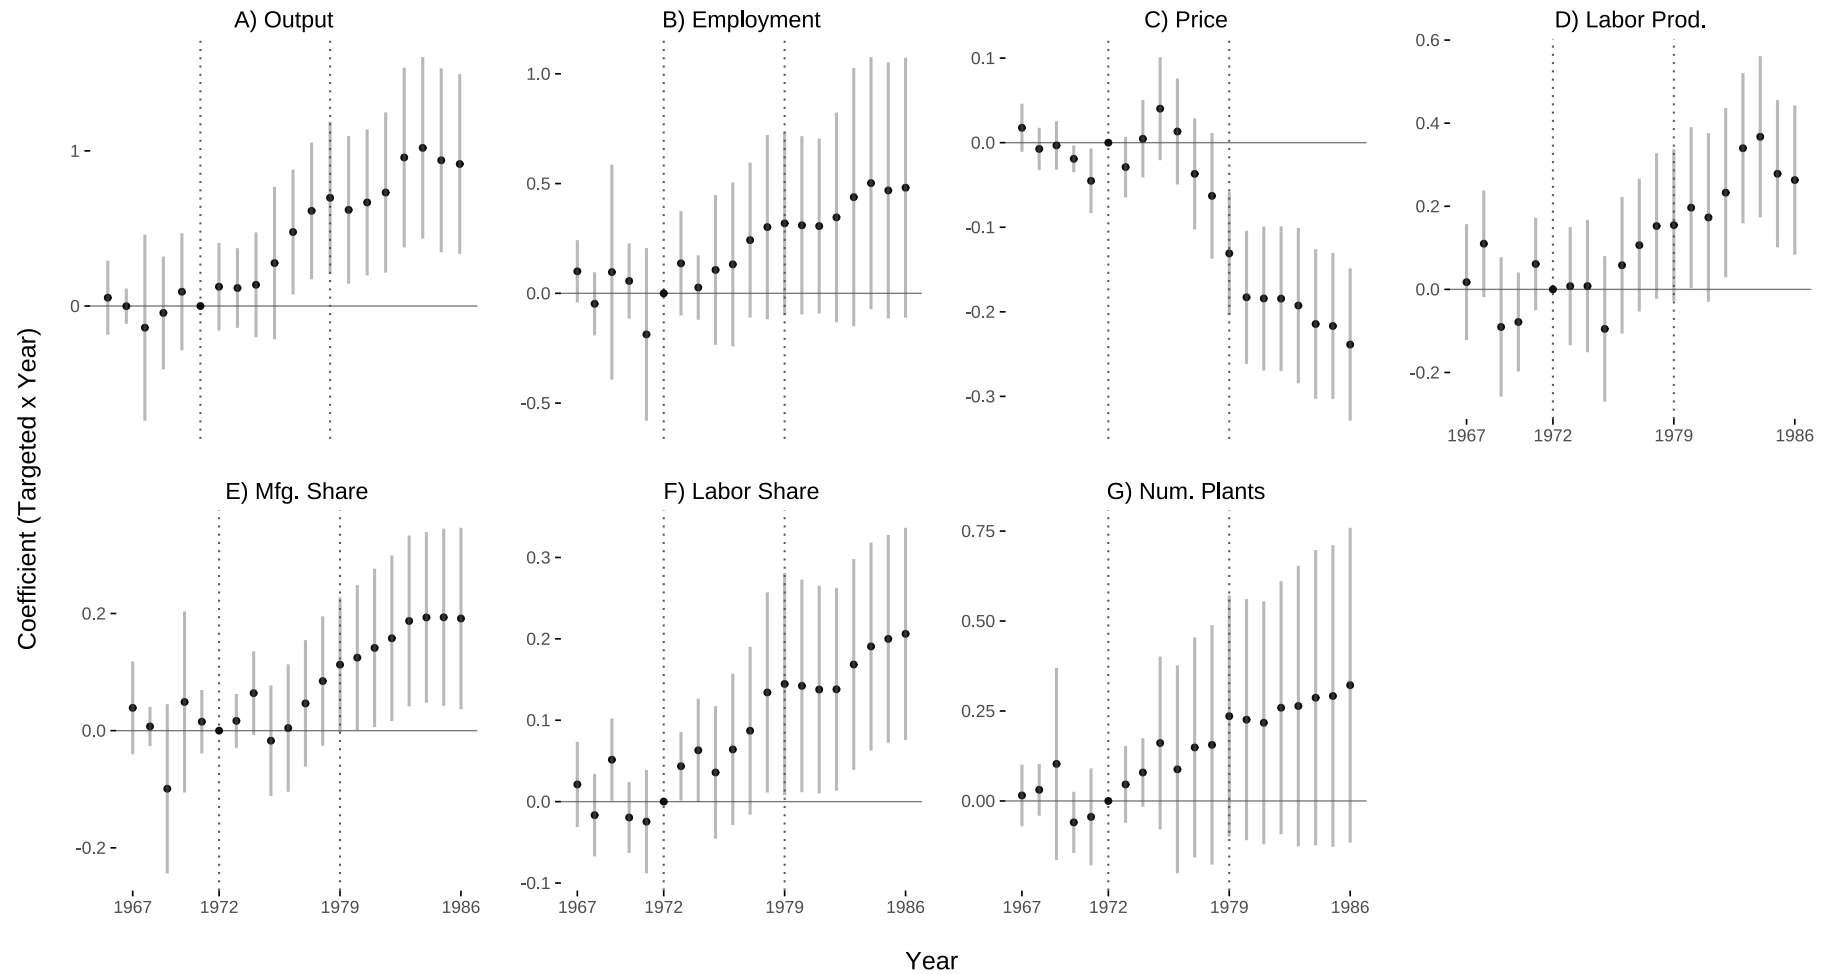 A) Output
B) Employment
C) Price
D) Labor Prod.
1
0
1.0
0.5
0.0
-0.5
0.1
0.0
-0.1
-0.2
-0.3
0.6
0.4
0.2
0.0
-0.2
1967 1972 1979 1986
Coefficient (Targeted x Year)
E) Mfg. Share
F) Labor Share
G) Num. Plants
0.2
0.0
-0.2
1967 1972 1979 1986
0.3
0.2
0.1
0.0
-0.1
1967 1972 1979 1986
0.75
0.50
0.25
0.00
1967 1972 1979 1986
Year